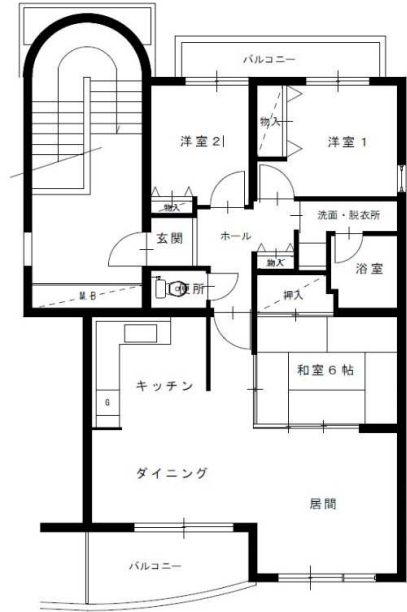 バルコニー
洋室2
物入
洋室1
物入
玄関
ホール
洗面・脱衣所
物入
浴室
M.B
便所
押入
キッチン
和室6帖
G
ダイニング
居間
バルコニー